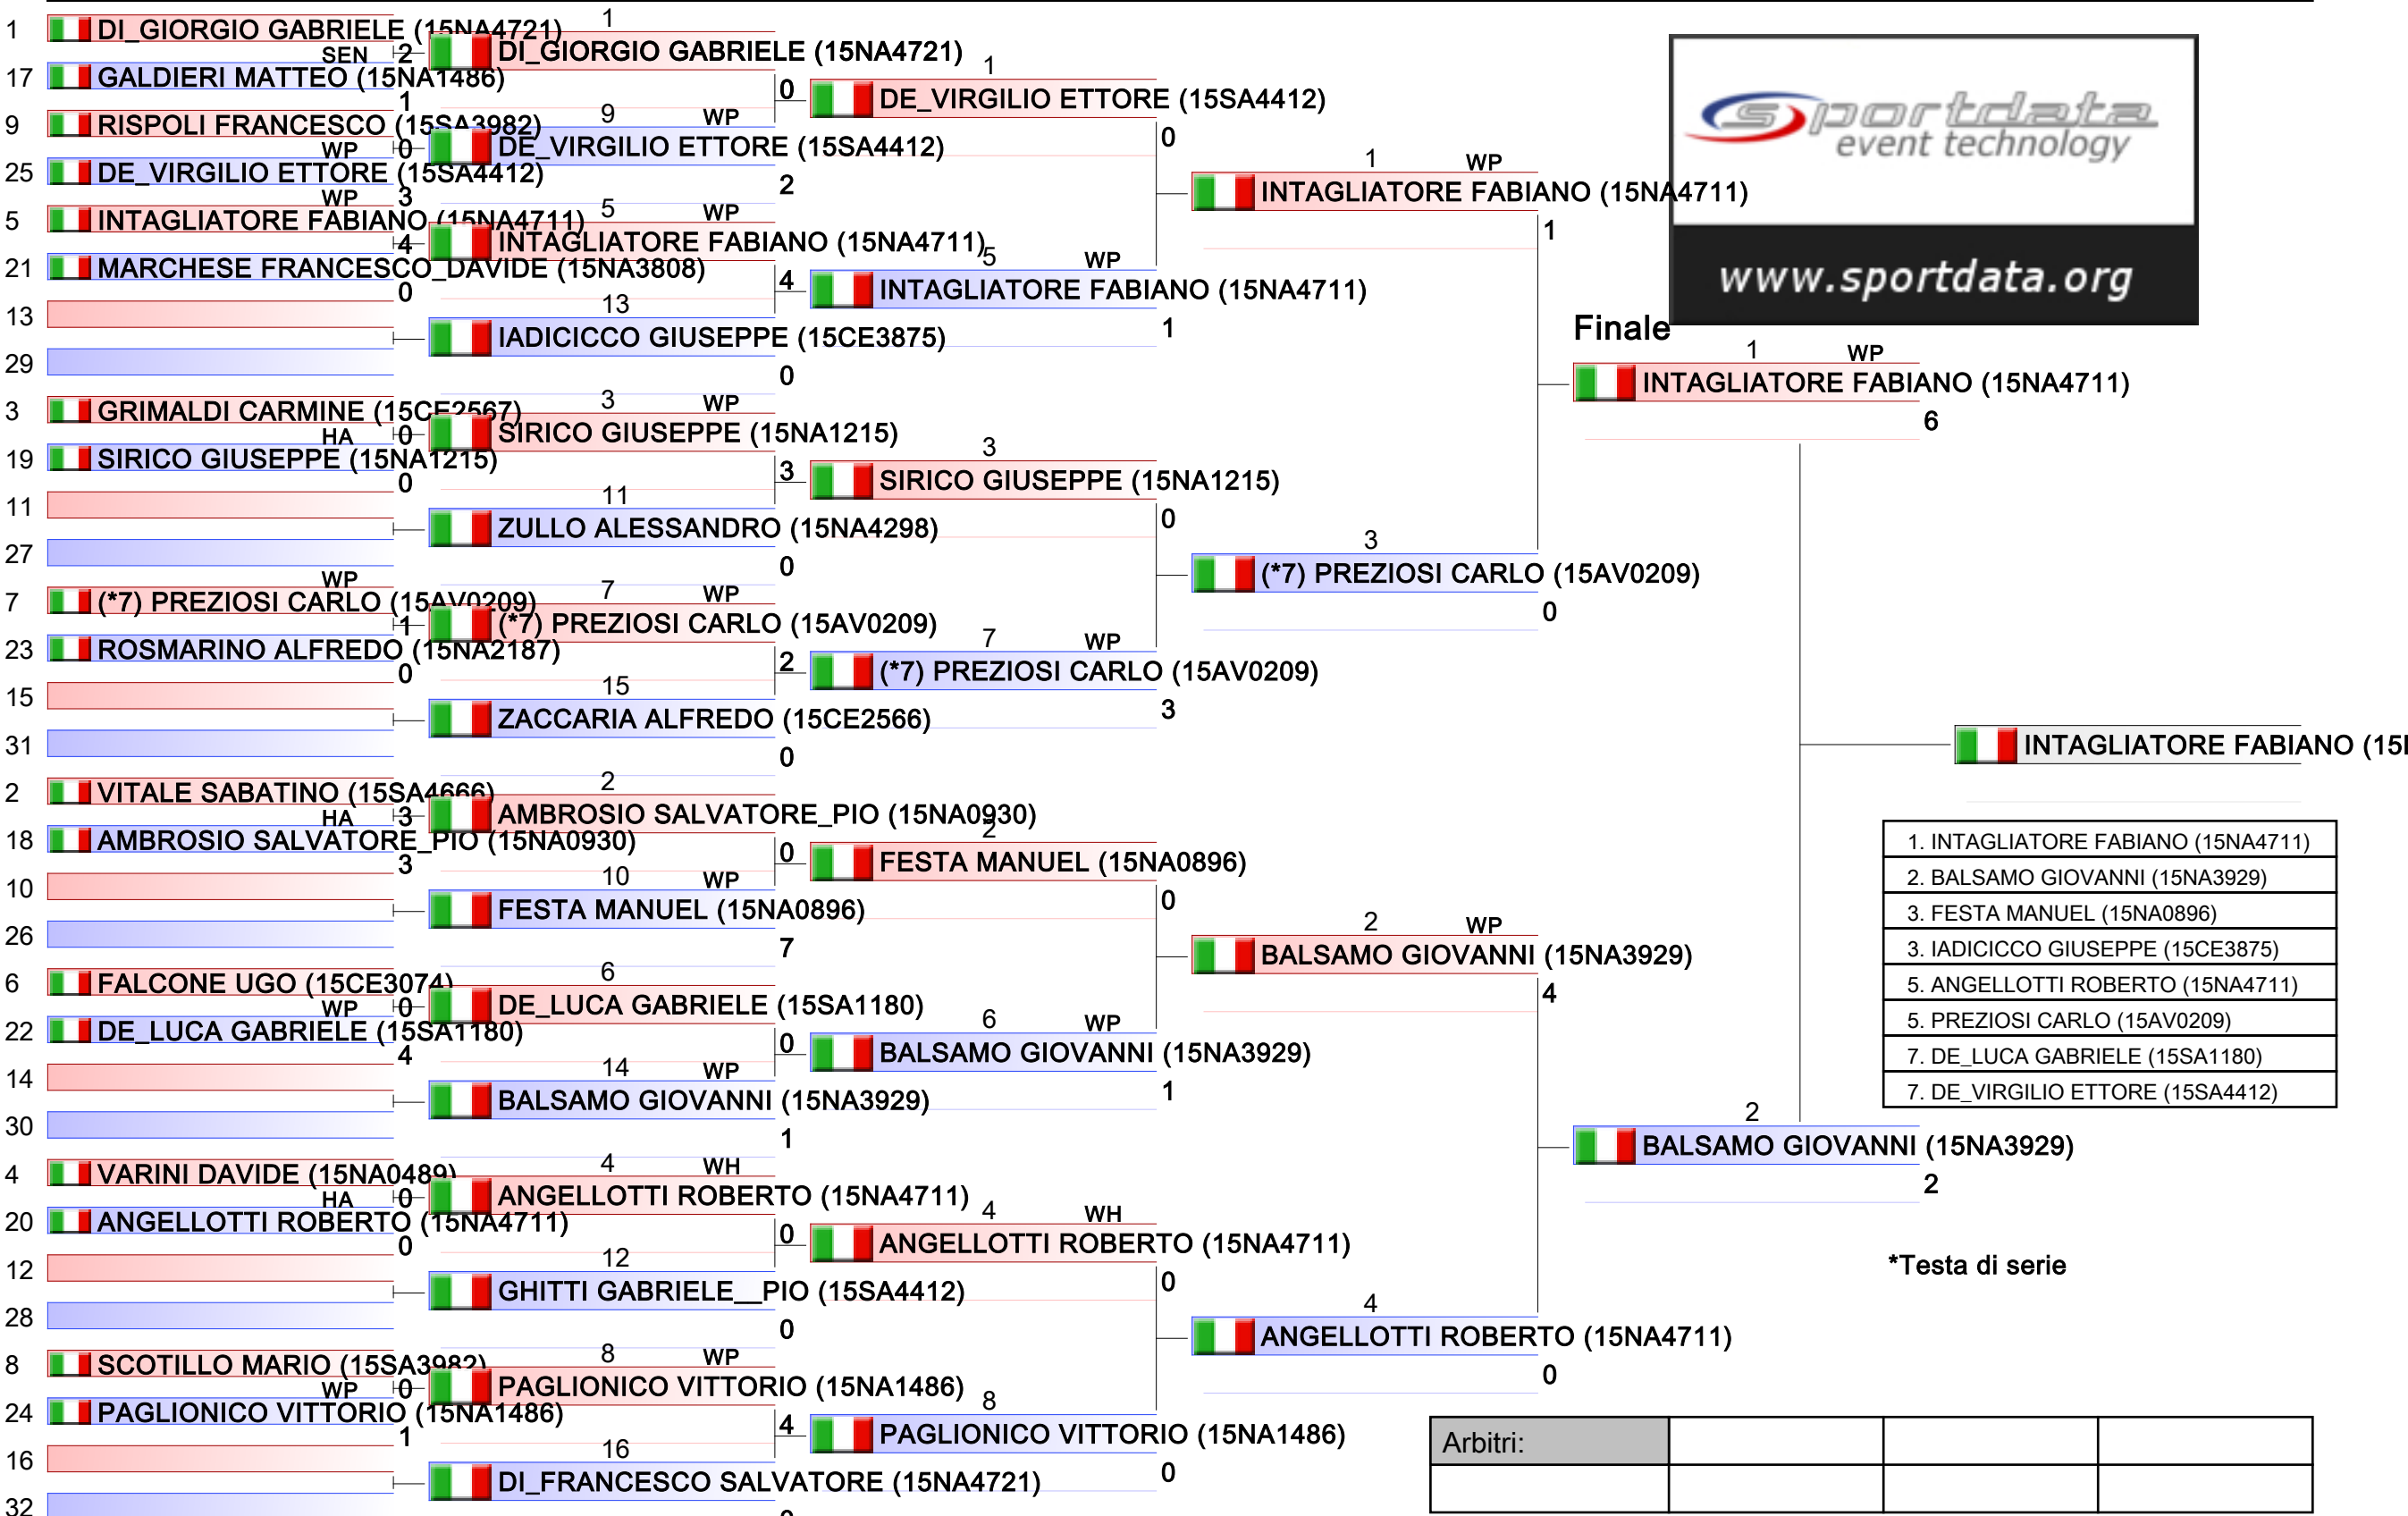 1 DI_GIORGIO GABRIELE (15NA4721)
SEN 2
17 GALDIERI MATTEO (15NA1486)
1
9 RISPOLI FRANCESCO (15SA3982)
WP 0
25 DE_VIRGILIO ETTORE (15SA4412)
WP 3
5 INTAGLIATORE FABIANO (15NA4711)
4
21 MARCHESE FRANCESCO_DAVIDE (15NA3808)
0
13
29
3 GRIMALDI CARMINE (15CE2567)
HA 0
19 SIRICO GIUSEPPE (15NA1215)
0
11
27
WP
7 (*7) PREZIOSI CARLO (15AV0209)
1
23 ROSMARINO ALFREDO (15NA2187)
0
15
31
2 VITALE SABATINO (15SA4666)
HA 3
18 AMBROSIO SALVATORE_PIO (15NA0930)
3
10
26
6 FALCONE UGO (15CE3074)
WP 0
22 DE_LUCA GABRIELE (15SA1180)
4
14
30
4 VARINI DAVIDE (15NA0489)
HA 0
20 ANGELLOTTI ROBERTO (15NA4711)
0
12
28
8 SCOTILLO MARIO (15SA3982)
WP 0
24 PAGLIONICO VITTORIO (15NA1486)
1
16
32
1
DI_GIORGIO GABRIELE (15NA4721)
0
9 WP
DE_VIRGILIO ETTORE (15SA4412)
2
5 WP
INTAGLIATORE FABIANO (15NA4711)
4
13
IADICICCO GIUSEPPE (15CE3875)
0
3 WP
SIRICO GIUSEPPE (15NA1215)
3
11
ZULLO ALESSANDRO (15NA4298)
0
7 WP
(*7) PREZIOSI CARLO (15AV0209)
2
15
ZACCARIA ALFREDO (15CE2566)
0
2
AMBROSIO SALVATORE_PIO (15NA0930)
0
10 WP
FESTA MANUEL (15NA0896)
7
6
DE_LUCA GABRIELE (15SA1180)
0
14 WP
BALSAMO GIOVANNI (15NA3929)
1
4 WH
ANGELLOTTI ROBERTO (15NA4711)
0
12
GHITTI GABRIELE__PIO (15SA4412)
0
8 WP
PAGLIONICO VITTORIO (15NA1486)
4
16
DI_FRANCESCO SALVATORE (15NA4721)
1
DE_VIRGILIO ETTORE (15SA4412)
0
5 WP
INTAGLIATORE FABIANO (15NA4711)
1
3
SIRICO GIUSEPPE (15NA1215)
0
7 WP
(*7) PREZIOSI CARLO (15AV0209)
3
2
FESTA MANUEL (15NA0896)
0
6 WP
BALSAMO GIOVANNI (15NA3929)
1
4 WH
ANGELLOTTI ROBERTO (15NA4711)
0
8
PAGLIONICO VITTORIO (15NA1486)
0
1 WP
INTAGLIATORE FABIANO (15NA4711)
1
3
(*7) PREZIOSI CARLO (15AV0209)
0
2 WP
BALSAMO GIOVANNI (15NA3929)
4
4
ANGELLOTTI ROBERTO (15NA4711)
0
sportdata
event technology
www.sportdata.org
Finale
1 WP
INTAGLIATORE FABIANO (15NA4711)
6
2
BALSAMO GIOVANNI (15NA3929)
2
INTAGLIATORE FABIANO
1. INTAGLIATORE FABIANO (15NA4711)
2. BALSAMO GIOVANNI (15NA3929)
3. FESTA MANUEL (15NA0896)
3. IADICICCO GIUSEPPE (15CE3875)
5. ANGELLOTTI ROBERTO (15NA4711)
5. PREZIOSI CARLO (15AV0209)
7. DE_LUCA GABRIELE (15SA1180)
7. DE_VIRGILIO ETTORE (15SA4412)
*Testa di serie
Arbitri: